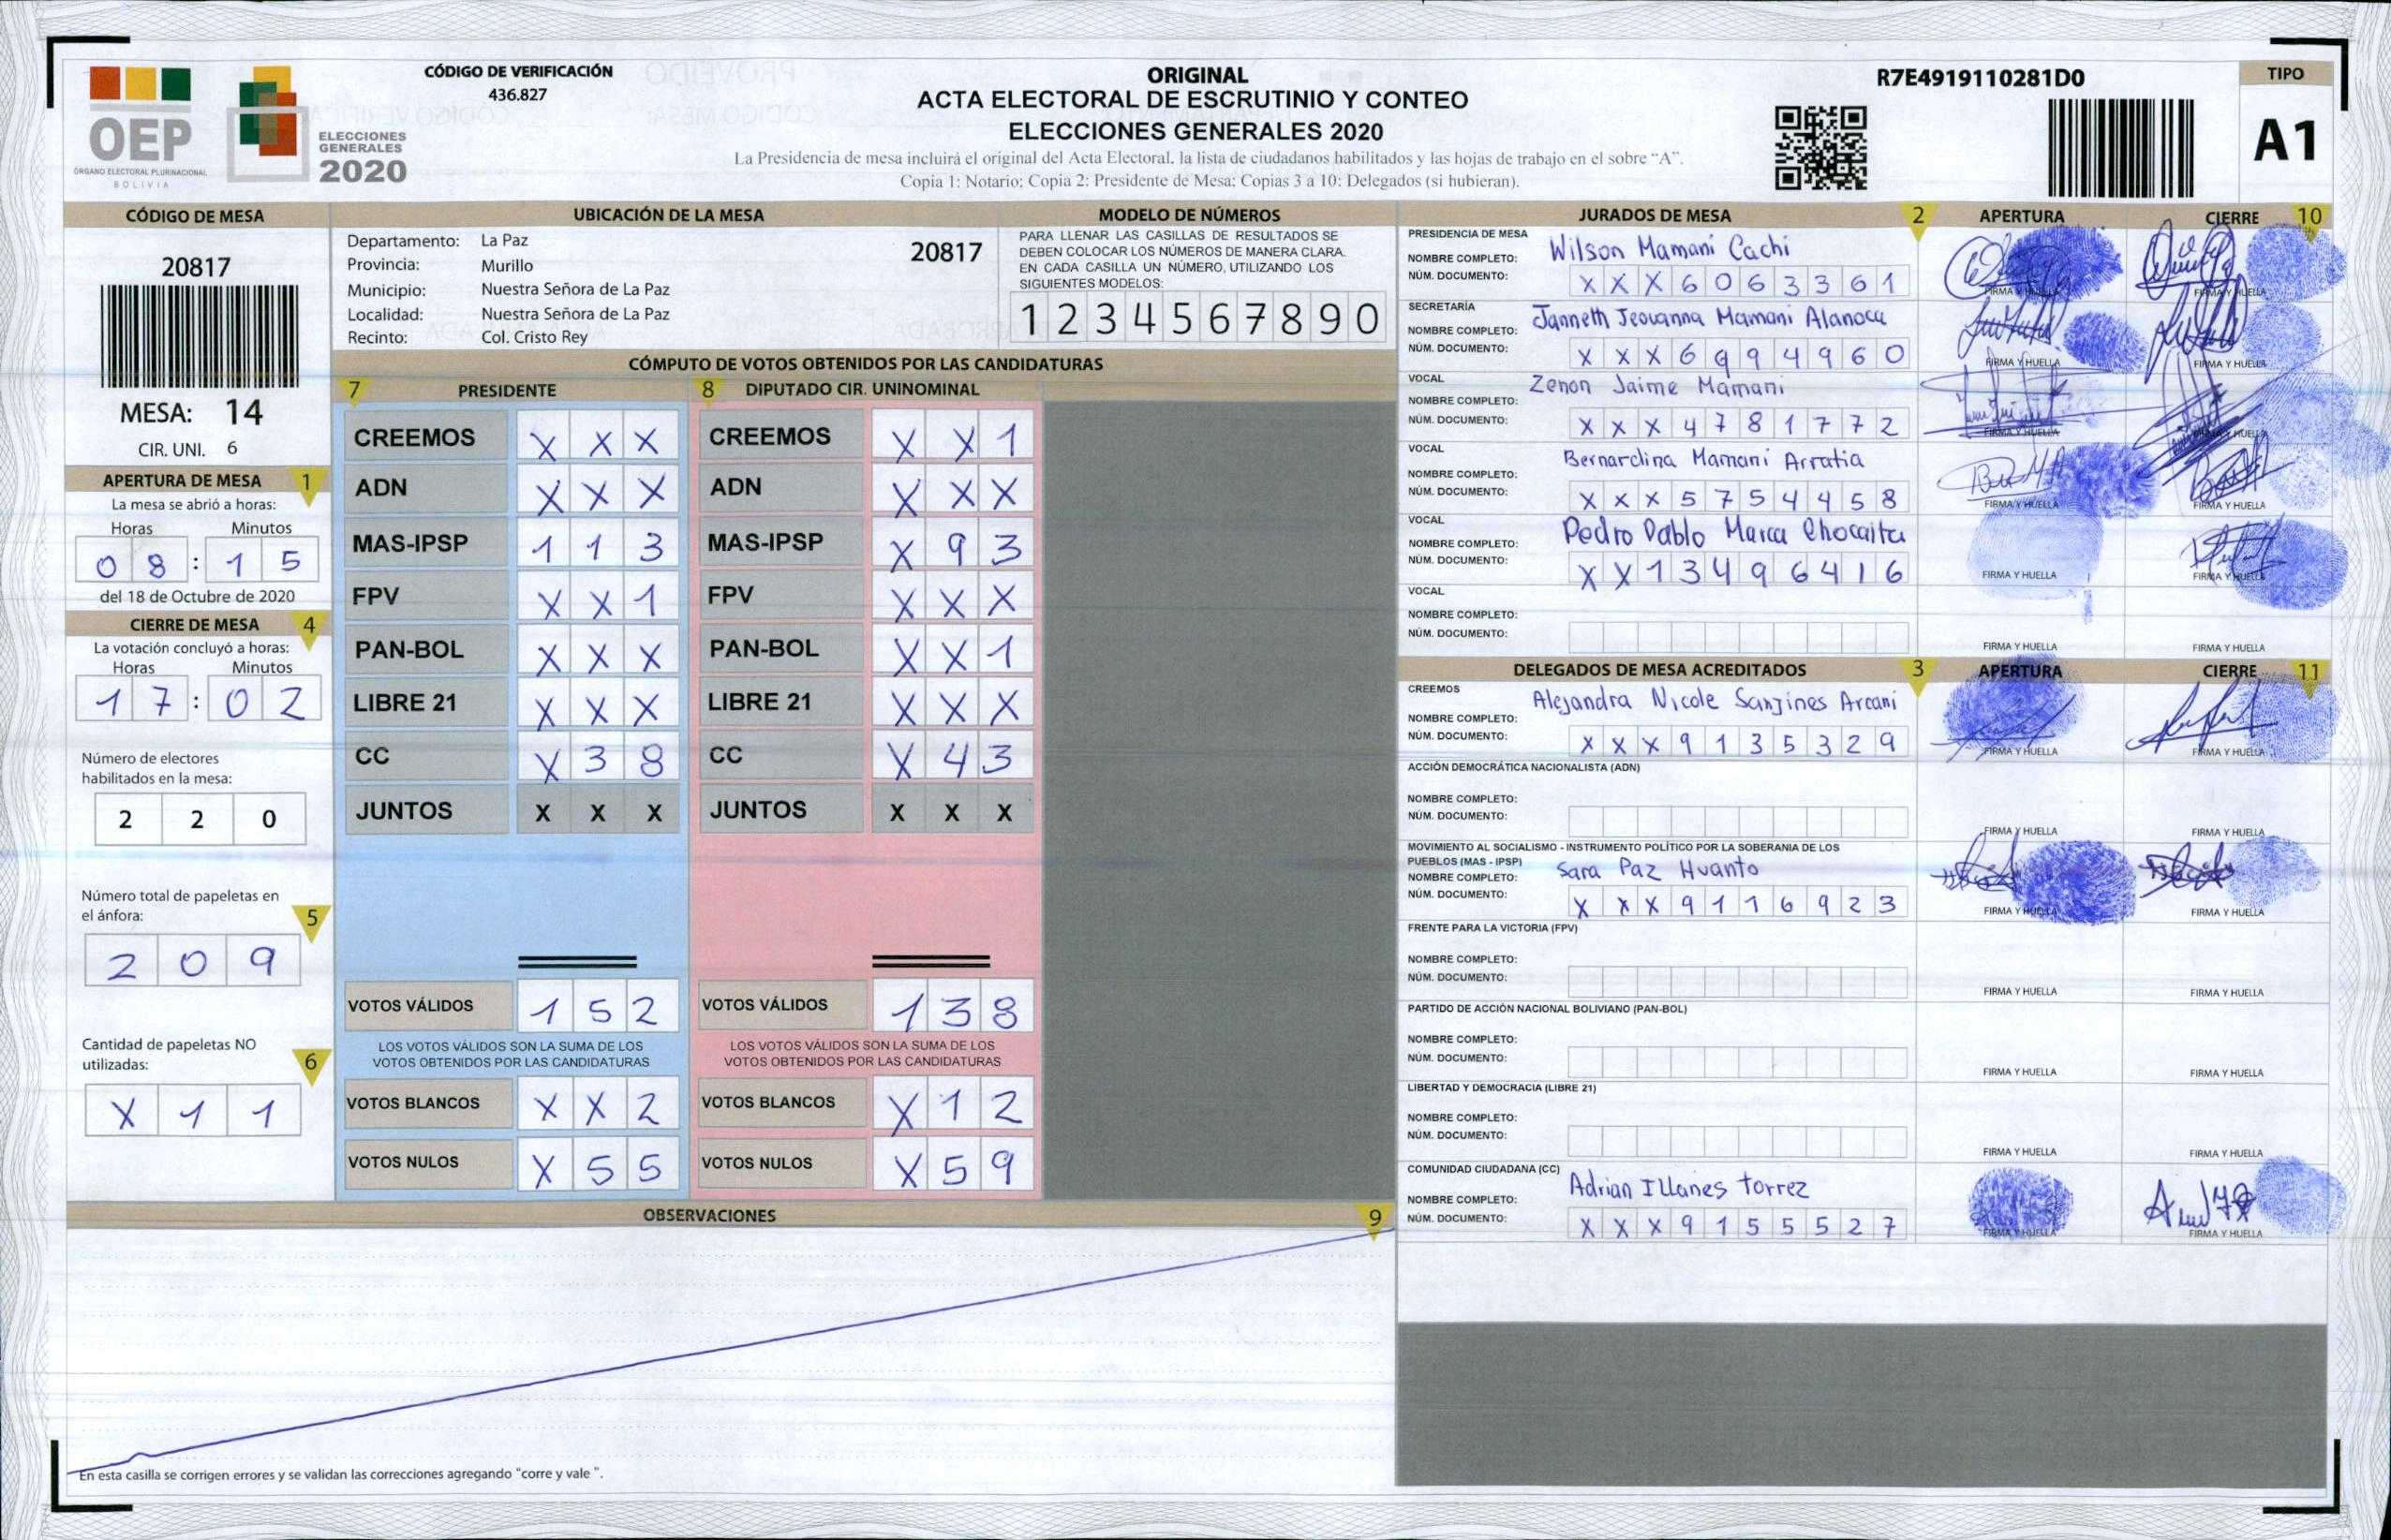 OEP
ÓRGANO ELECTORAL PLURINACIONAL
BOLIVIA
ELECCIONES
GENERALES
2020
CÓDIGO DE VERIFICACIÓN
436.827
ORIGINAL
ACTA ELECTORAL DE ESCRUTINIO Y CONTEO
ELECCIONES GENERALES 2020
La Presidencia de mesa incluirá el original del Acta Electoral, la lista de ciudadanos habilitados y las hojas de trabajo en el sobre "A".
Copia 1: Notario; Copia 2: Presidente de Mesa; Copias 3 a 10: Delegados (si hubieran).
R7E4919110281D0
TIPO
A1
CÓDIGO DE MESA
20817
MESA: 14
CIR. UNI. 6
APERTURA DE MESA 1
La mesa se abrió a horas:
Horas Minutos
0 8 : 1 5
del 18 de Octubre de 2020
CIERRE DE MESA 4
La votación concluyó a horas:
Horas Minutos
1 7 : 0 2
Número de electores
habilitados en la mesa:
2 2 0
Número total de papeletas en
el ánfora: 5
2 0 9
Cantidad de papeletas NO
utilizadas: 6
X 1 1
UBICACIÓN DE LA MESA
Departamento: La Paz 20817
Provincia: Murillo
Municipio: Nuestra Señora de La Paz
Localidad: Nuestra Señora de La Paz
Recinto: Col. Cristo Rey
MODELO DE NÚMEROS
PARA LLENAR LAS CASILLAS DE RESULTADOS SE
DEBEN COLOCAR LOS NÚMEROS DE MANERA CLARA.
EN CADA CASILLA UN NÚMERO, UTILIZANDO LOS
SIGUIENTES MODELOS:
1 2 3 4 5 6 7 8 9 0
CÓMPUTO DE VOTOS OBTENIDOS POR LAS CANDIDATURAS
7 PRESIDENTE
CREEMOS X X X
ADN X X X
MAS-IPSP 1 1 3
FPV X X 1
PAN-BOL X X X
LIBRE 21 X X X
CC X 3 8
JUNTOS X X X
VOTOS VÁLIDOS 1 5 2
LOS VOTOS VÁLIDOS SON LA SUMA DE LOS
VOTOS OBTENIDOS POR LAS CANDIDATURAS
VOTOS BLANCOS X X 2
VOTOS NULOS X 5 5
8 DIPUTADO CIR. UNINOMINAL
CREEMOS X X 1
ADN X X X
MAS-IPSP X 9 3
FPV X X X
PAN-BOL X X 1
LIBRE 21 X X X
CC X 4 3
JUNTOS X X X
VOTOS VÁLIDOS 1 3 8
LOS VOTOS VÁLIDOS SON LA SUMA DE LOS
VOTOS OBTENIDOS POR LAS CANDIDATURAS
VOTOS BLANCOS X 1 2
VOTOS NULOS X 5 9
OBSERVACIONES 9
En esta casilla se corrigen errores y se validan las correcciones agregando "corre y vale ".
JURADOS DE MESA 2 APERTURA CIERRE 10
PRESIDENCIA DE MESA
NOMBRE COMPLETO: Wilson Mamani Cachi
NÚM. DOCUMENTO: X X X 6 0 6 3 3 6 1
FIRMA Y HUELLA FIRMA Y HUELLA
SECRETARÍA
NOMBRE COMPLETO: Janneth Jeovanna Mamani Alanoca
NÚM. DOCUMENTO: X X X 6 9 9 4 9 6 0
FIRMA Y HUELLA FIRMA Y HUELLA
VOCAL
NOMBRE COMPLETO: Zenon Jaime Mamani
NÚM. DOCUMENTO: X X X 4 7 8 1 7 7 2
FIRMA Y HUELLA FIRMA Y HUELLA
VOCAL
NOMBRE COMPLETO: Bernardina Mamani Arratia
NÚM. DOCUMENTO: X X X 5 7 5 4 4 5 8
FIRMA Y HUELLA FIRMA Y HUELLA
VOCAL
NOMBRE COMPLETO: Pedro Pablo Marca Chocaita
NÚM. DOCUMENTO: X X 1 3 4 9 6 4 1 6
FIRMA Y HUELLA FIRMA Y HUELLA
VOCAL
NOMBRE COMPLETO:
NÚM. DOCUMENTO:
FIRMA Y HUELLA FIRMA Y HUELLA
DELEGADOS DE MESA ACREDITADOS 3 APERTURA CIERRE 11
CREEMOS
NOMBRE COMPLETO: Alejandra Nicole Sanjines Arcani
NÚM. DOCUMENTO: X X X 9 1 3 5 3 2 9
FIRMA Y HUELLA FIRMA Y HUELLA
ACCIÓN DEMOCRÁTICA NACIONALISTA (ADN)
NOMBRE COMPLETO:
NÚM. DOCUMENTO:
FIRMA Y HUELLA FIRMA Y HUELLA
MOVIMIENTO AL SOCIALISMO - INSTRUMENTO POLÍTICO POR LA SOBERANIA DE LOS
PUEBLOS (MAS - IPSP)
NOMBRE COMPLETO: Sara Paz Huanto
NÚM. DOCUMENTO: X X X 9 1 1 6 9 2 3
FIRMA Y HUELLA FIRMA Y HUELLA
FRENTE PARA LA VICTORIA (FPV)
NOMBRE COMPLETO:
NÚM. DOCUMENTO:
FIRMA Y HUELLA FIRMA Y HUELLA
PARTIDO DE ACCIÓN NACIONAL BOLIVIANO (PAN-BOL)
NOMBRE COMPLETO:
NÚM. DOCUMENTO:
FIRMA Y HUELLA FIRMA Y HUELLA
LIBERTAD Y DEMOCRACIA (LIBRE 21)
NOMBRE COMPLETO:
NÚM. DOCUMENTO:
FIRMA Y HUELLA FIRMA Y HUELLA
COMUNIDAD CIUDADANA (CC)
NOMBRE COMPLETO: Adrian Illanes torrez
NÚM. DOCUMENTO: X X X 9 1 5 5 5 2 7
FIRMA Y HUELLA FIRMA Y HUELLA